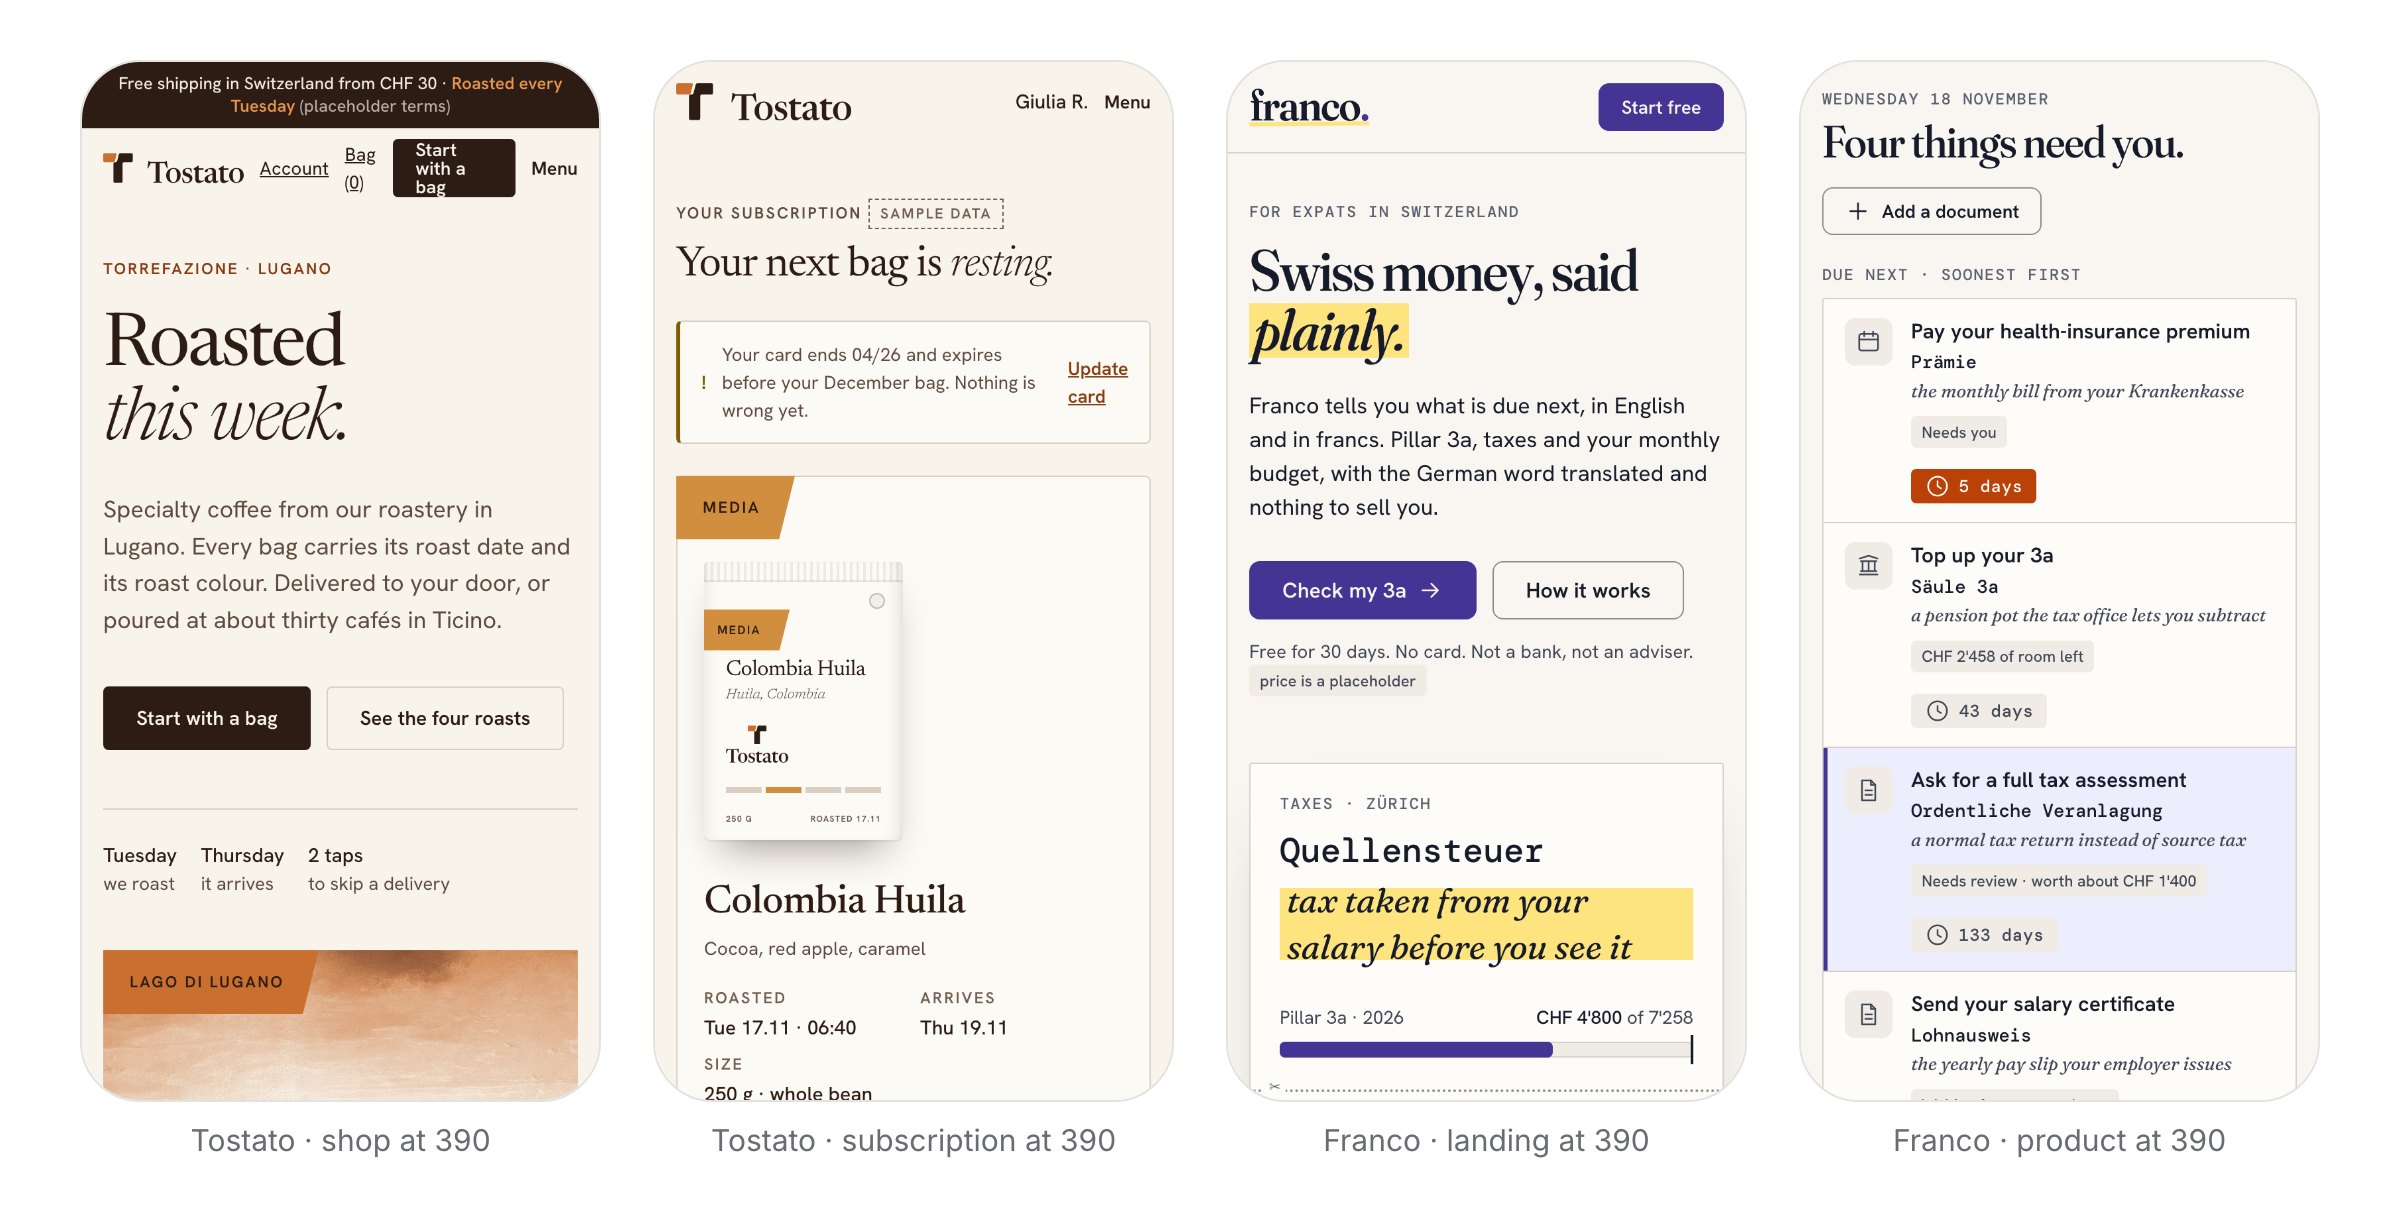 Free shipping in Switzerland from CHF 30 · Roasted every
Tuesday (placeholder terms)
Tostato
Account
Bag
(0)
Start
with a
bag
Menu
TORREFAZIONE · LUGANO
Roasted
this week.
Specialty coffee from our roastery in
Lugano. Every bag carries its roast date and
its roast colour. Delivered to your door, or
poured at about thirty cafés in Ticino.
Start with a bag
See the four roasts
Tuesday
we roast
Thursday
it arrives
2 taps
to skip a delivery
LAGO DI LUGANO
Tostato · shop at 390
Tostato
Giulia R.
Menu
YOUR SUBSCRIPTION
SAMPLE DATA
Your next bag is resting.
!
Your card ends 04/26 and expires
before your December bag. Nothing is
wrong yet.
Update
card
MEDIA
MEDIA
Colombia Huila
Huila, Colombia
Tostato
250 G
ROASTED 17.11
Colombia Huila
Cocoa, red apple, caramel
ROASTED
Tue 17.11 · 06:40
ARRIVES
Thu 19.11
SIZE
250 g · whole bean
Tostato · subscription at 390
franco.
Start free
FOR EXPATS IN SWITZERLAND
Swiss money, said
plainly.
Franco tells you what is due next, in English
and in francs. Pillar 3a, taxes and your monthly
budget, with the German word translated and
nothing to sell you.
Check my 3a →
How it works
Free for 30 days. No card. Not a bank, not an adviser.
price is a placeholder
TAXES · ZÜRICH
Quellensteuer
tax taken from your
salary before you see it
Pillar 3a · 2026
CHF 4'800 of 7'258
Franco · landing at 390
WEDNESDAY 18 NOVEMBER
Four things need you.
+ Add a document
DUE NEXT · SOONEST FIRST
Pay your health-insurance premium
Prämie
the monthly bill from your Krankenkasse
Needs you
5 days
Top up your 3a
Säule 3a
a pension pot the tax office lets you subtract
CHF 2'458 of room left
43 days
Ask for a full tax assessment
Ordentliche Veranlagung
a normal tax return instead of source tax
Needs review · worth about CHF 1'400
133 days
Send your salary certificate
Lohnausweis
the yearly pay slip your employer issues
Franco · product at 390